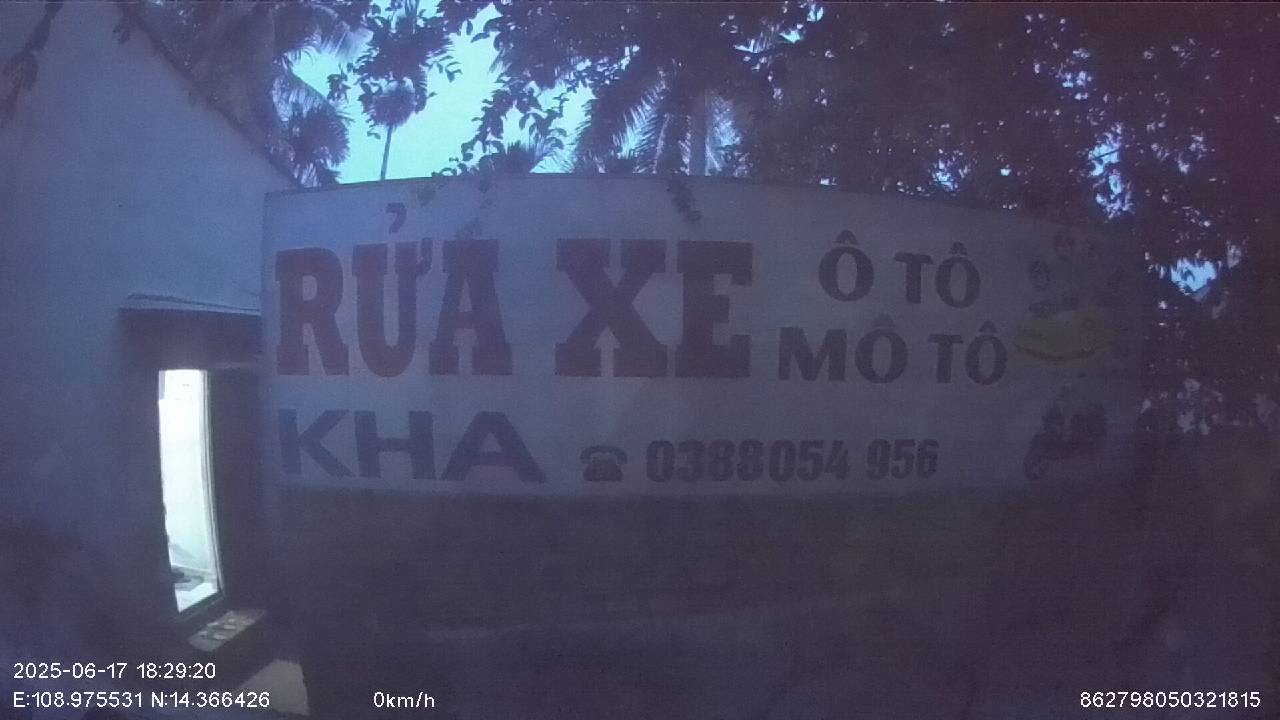 RỬA XE Ô TÔ
MÔ TÔ
KHA 0388054 956
2025-06-17 18:29:20
E:108.975531 N:14.366426 0km/h 862798050321815